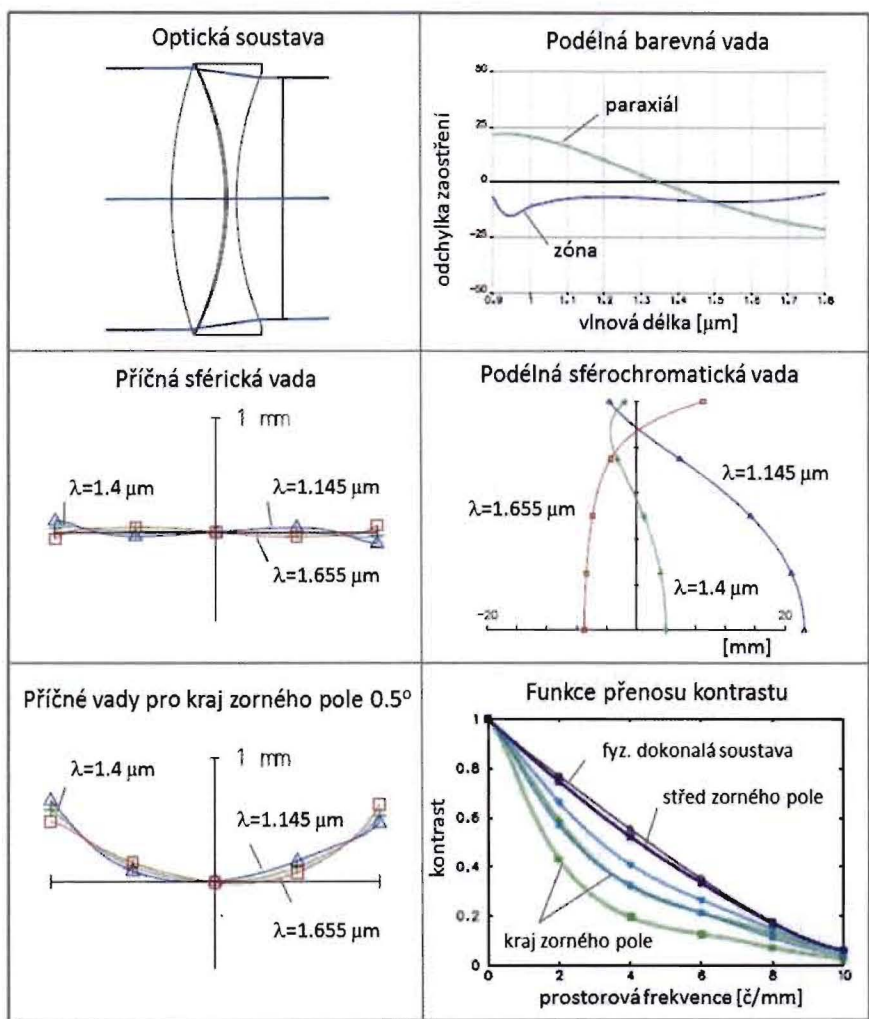 Optická soustava
Podélná barevná vada
odchylka zaostření
50
25
0
-25
-50
paraxiál
zóna
0.9 1 1.1 1.2 1.3 1.4 1.5 1.6 1.7 1.8
vlnová délka [μm]
Příčná sférická vada
1 mm
λ=1.4 μm
λ=1.145 μm
λ=1.655 μm
Podélná sférochromatická vada
λ=1.145 μm
λ=1.655 μm
λ=1.4 μm
-20
20
[mm]
Příčné vady pro kraj zorného pole 0.5º
1 mm
λ=1.4 μm
λ=1.145 μm
λ=1.655 μm
Funkce přenosu kontrastu
kontrast
1
0.8
0.6
0.4
0.2
0
fyz. dokonalá soustava
střed zorného pole
kraj zorného pole
0 2 4 6 8 10
prostorová frekvence [č/mm]